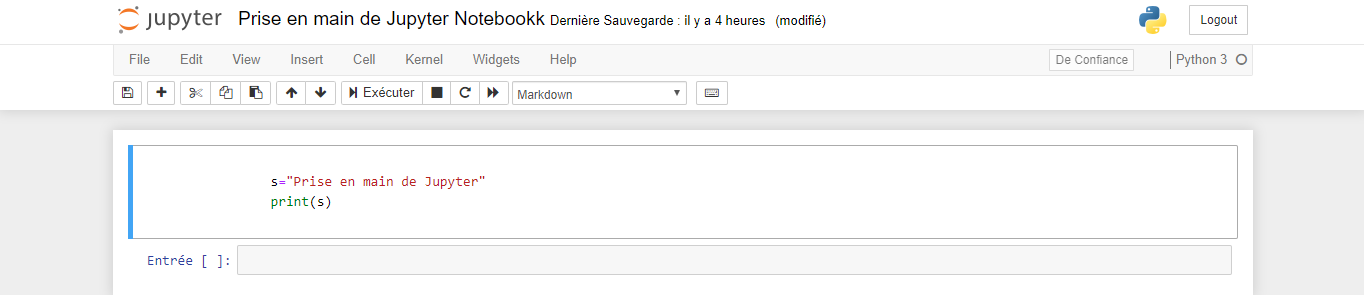 jupyter Prise en main de Jupyter Notebookk Dernière Sauvegarde : il y a 4 heures (modifié) Logout
File Edit View Insert Cell Kernel Widgets Help De Confiance Python 3
Exécuter Markdown
s="Prise en main de Jupyter"
print(s)
Entrée [ ]: